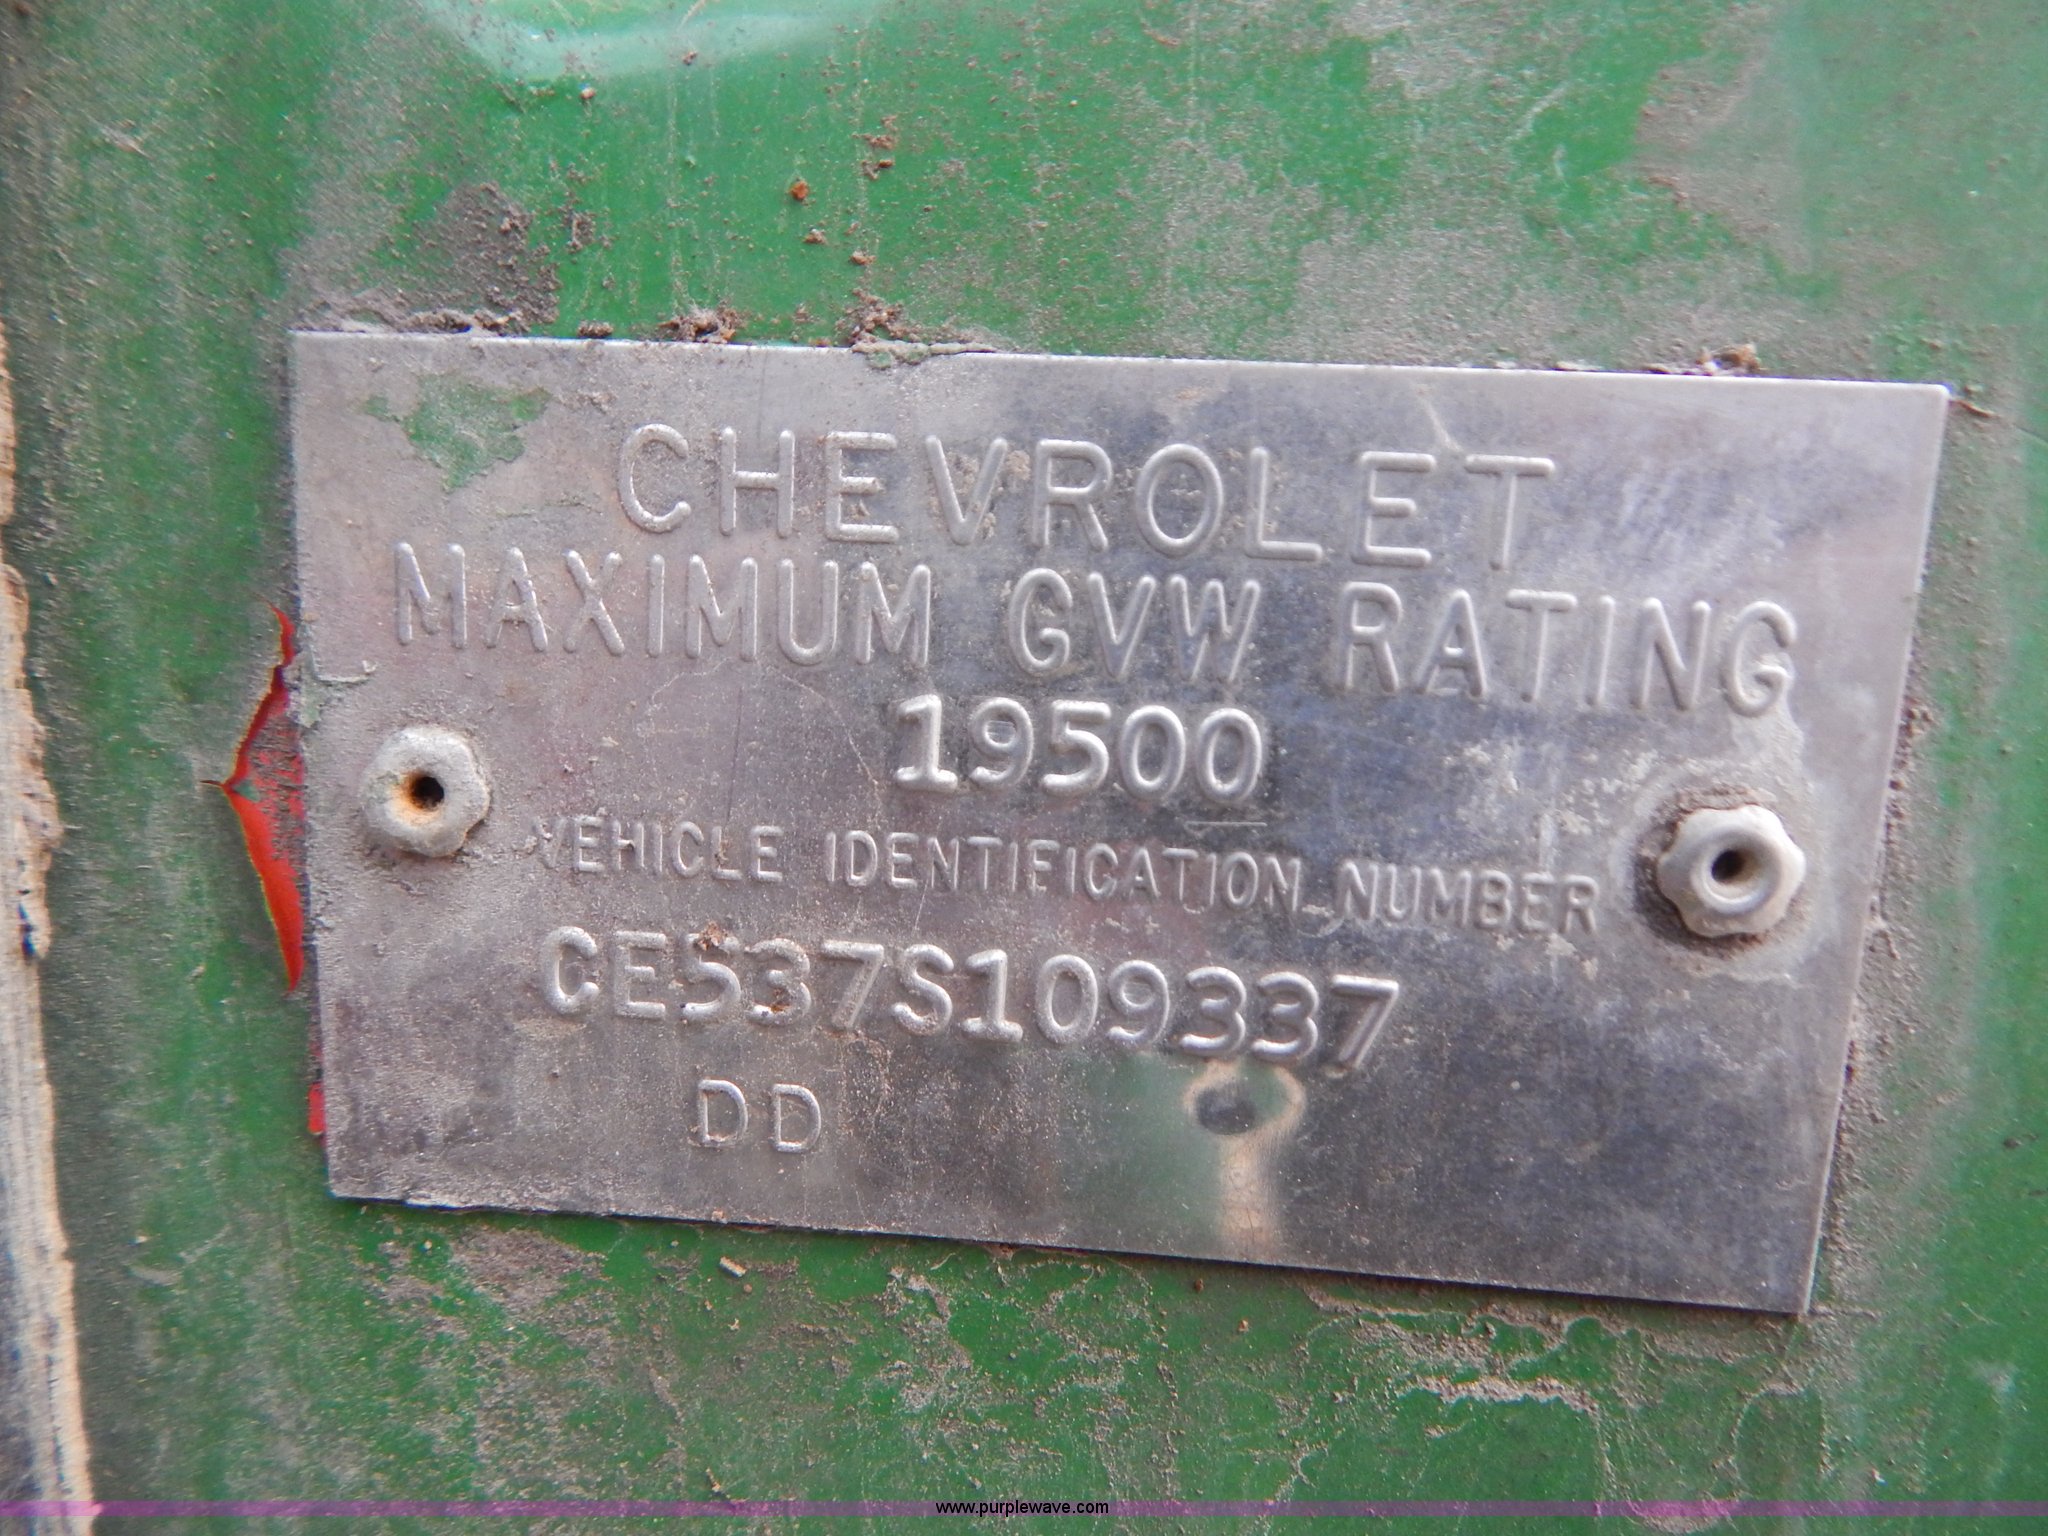 CHEVROLET
MAXIMUM GVW RATING
19500
VEHICLE IDENTIFICATION NUMBER
CE537S109337
DD
www.purplewave.com